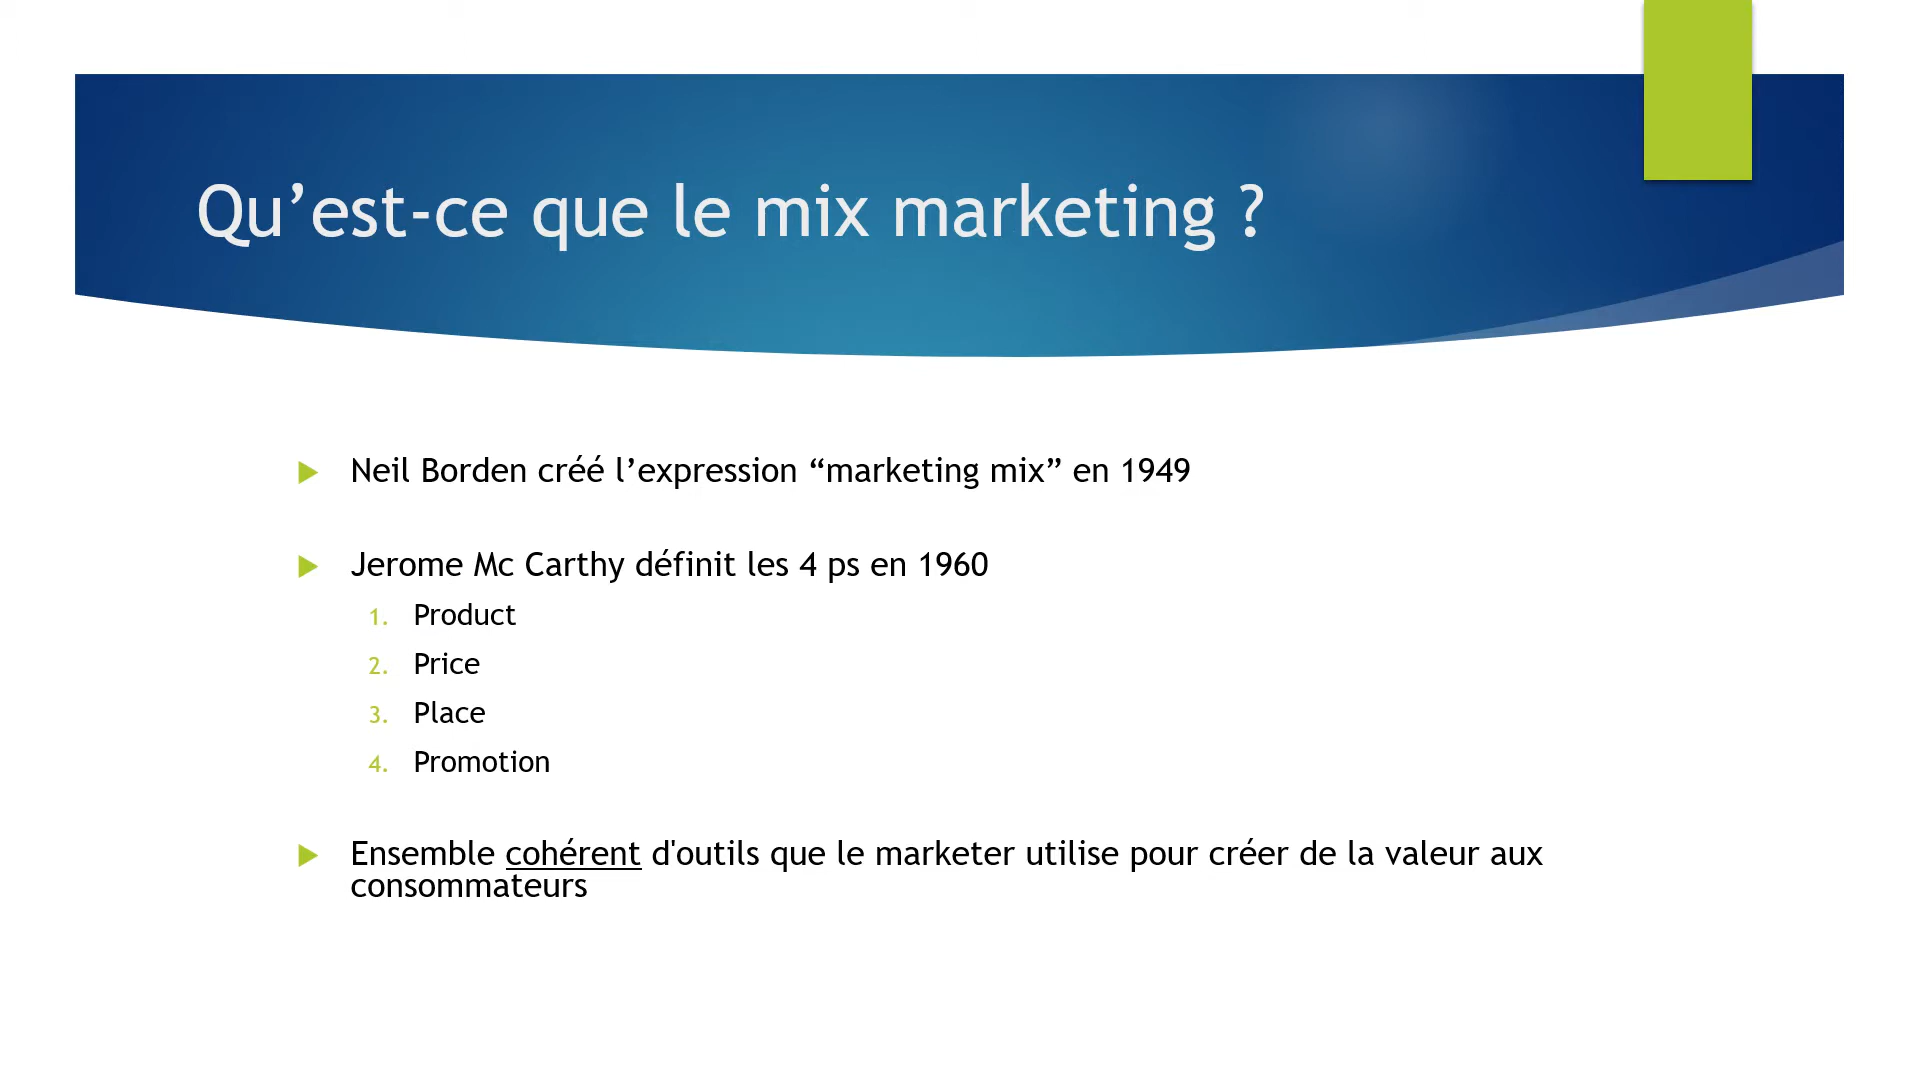 Qu’est-ce que le mix marketing ?
Neil Borden créé l’expression “marketing mix” en 1949
Jerome Mc Carthy définit les 4 ps en 1960
1. Product
2. Price
3. Place
4. Promotion
Ensemble cohérent d'outils que le marketer utilise pour créer de la valeur aux
consommateurs